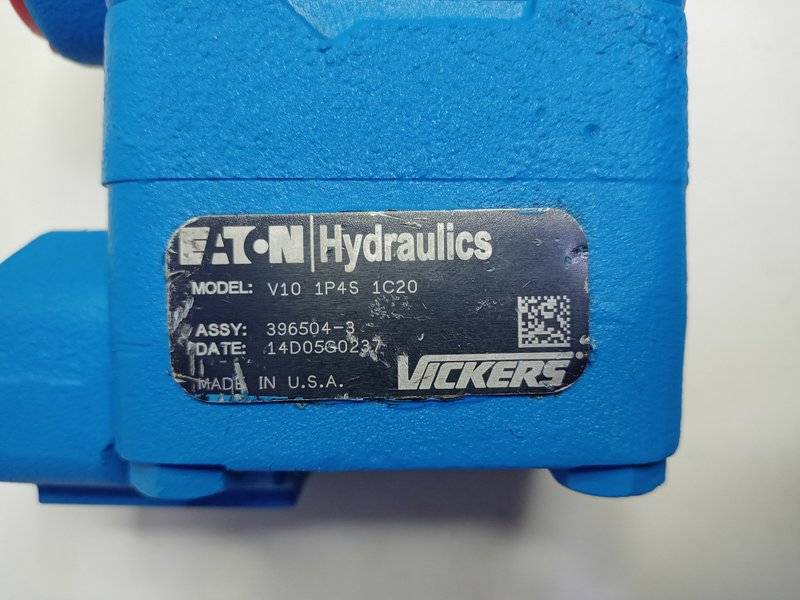 EATON Hydraulics
MODEL: V10 1P4S 1C20
ASSY: 396504-3
DATE: 14D05G0237
MADE IN U.S.A.
VICKERS